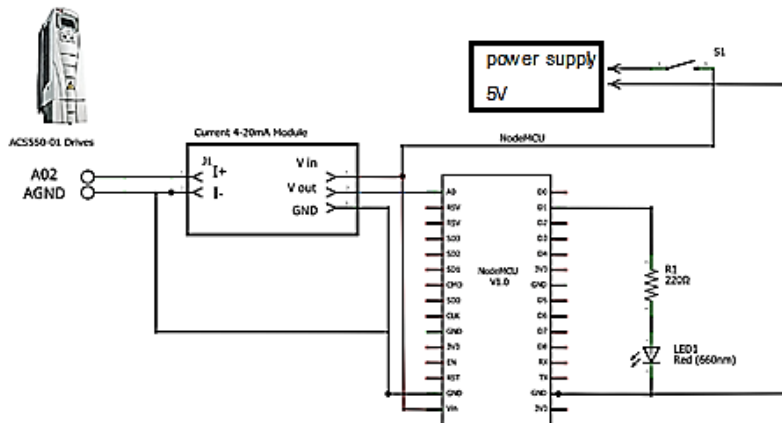 power supply
5V
S1
ACS550-01 Drives
Current 4-20mA Module
NodeMCU
A02
AGND
J1
I+
I-
V in
V out
GND
A0
RSV
RSV
SD3
SD2
SD1
CMD
SD0
CLK
GND
3V3
EN
RST
GND
Vin
NodeMCU
V1.0
D0
D1
D2
D3
D4
3V3
GND
D5
D6
D7
D8
RX
TX
GND
3V3
R1
220Ω
LED1
Red (660nm)